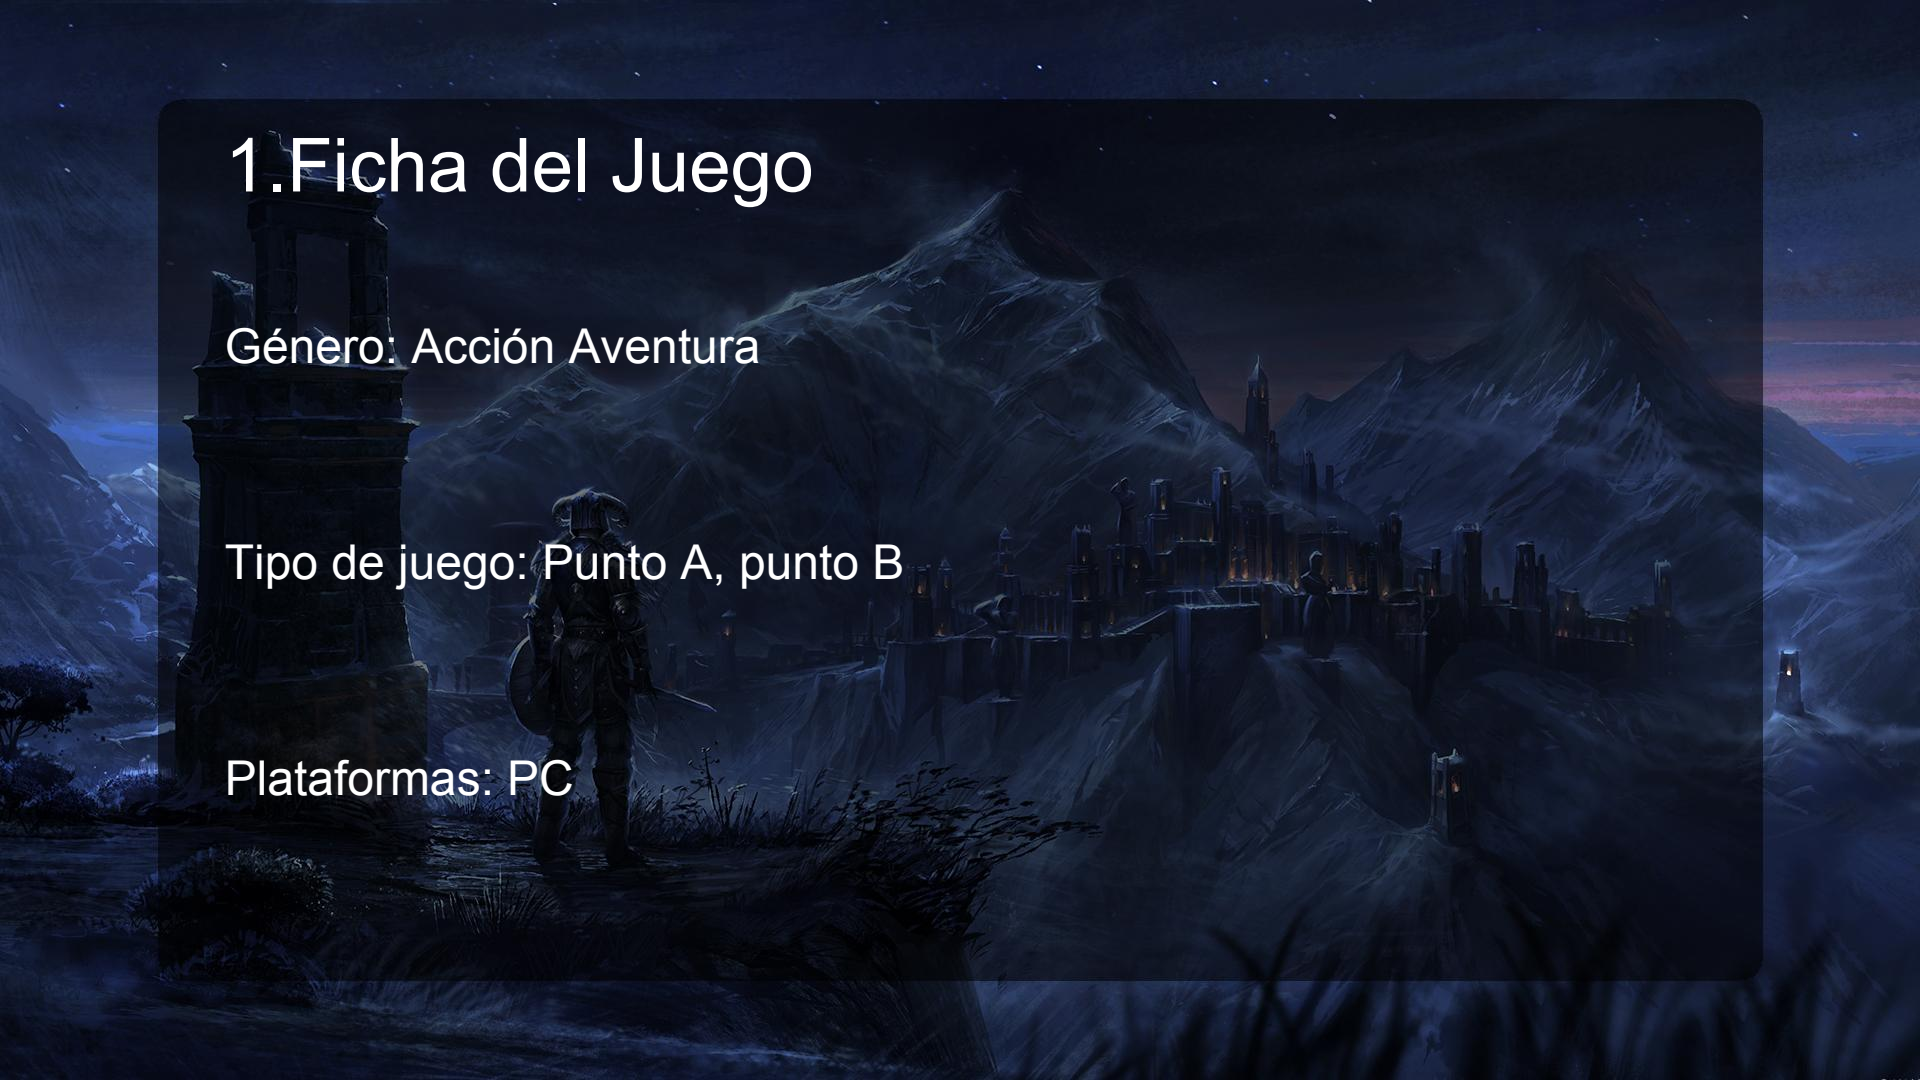 1.Ficha del Juego
Género: Acción Aventura
Tipo de juego: Punto A, punto B
Plataformas: PC